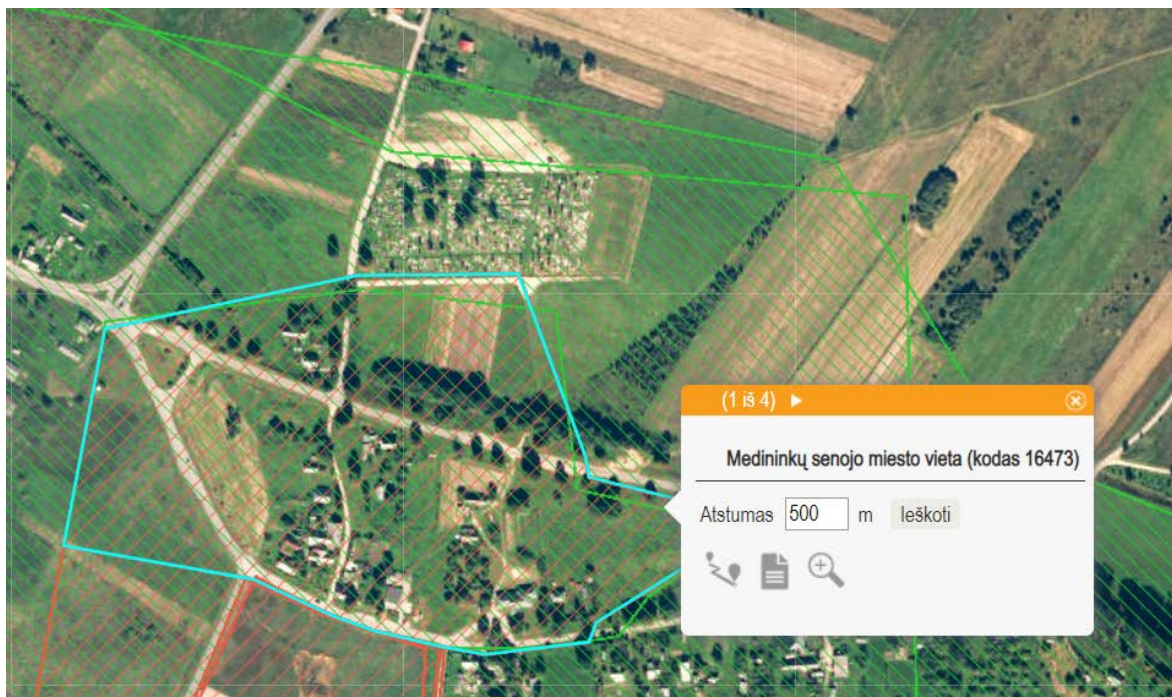 (1 iš 4)
Medininkų senojo miesto vieta (kodas 16473)
Atstumas 500 m Ieškoti